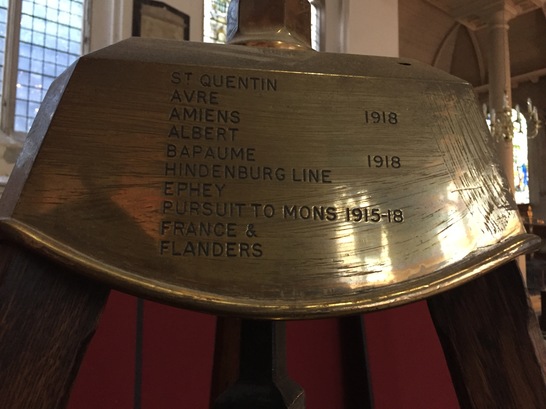 ST QUENTIN
AVRE
AMIENS 1918
ALBERT
BAPAUME 1918
HINDENBURG LINE
EPHEY
PURSUIT TO MONS 1915-18
FRANCE &
FLANDERS